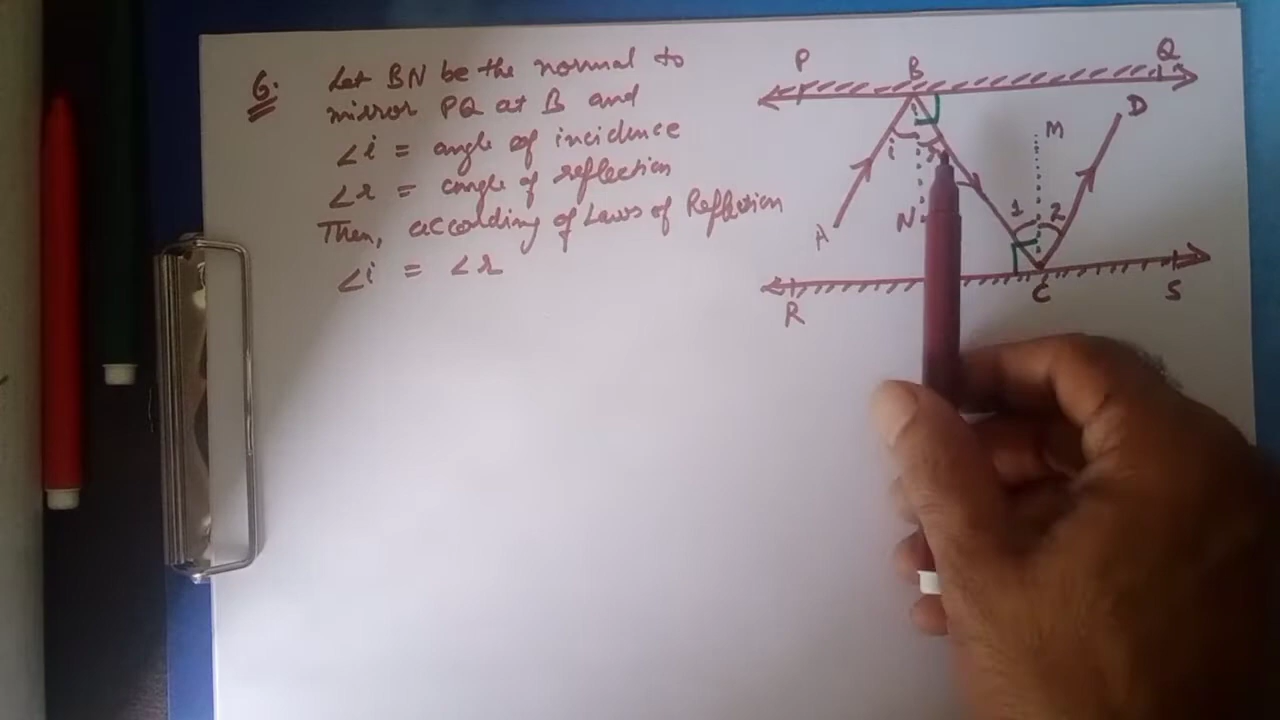 6. Let BN be the normal to
mirror PQ at B and
∠i = angle of incidence
∠r = angle of reflection
Then, according of Laws of Reflection
∠i = ∠r
P B Q
D
M
i r
A N 1 2
R C S